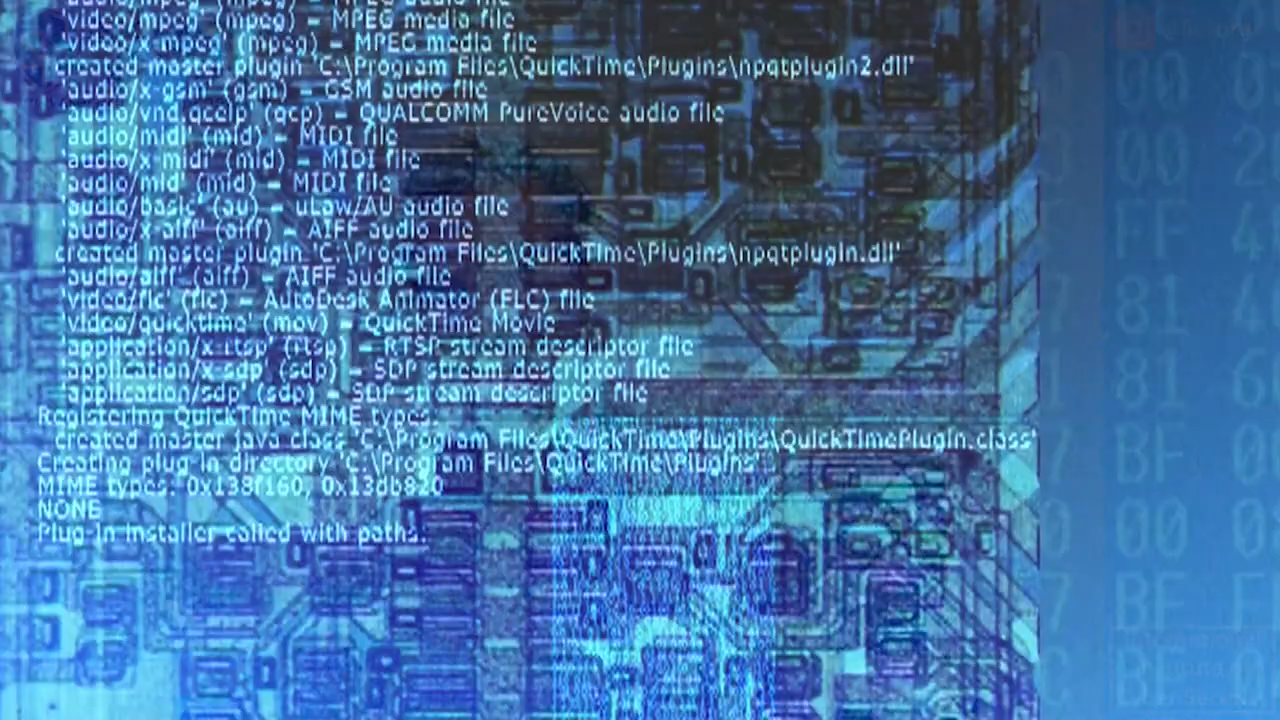 'audio/mpeg' (mpeg) – MPEG audio file
'video/mpeg' (mpeg) – MPEG media file
'video/x-mpeg' (mpeg) – MPEG media file
created master plugin 'C:\Program Files\QuickTime\Plugins\npqtplugin2.dll'
'audio/x-gsm' (gsm) – GSM audio file
'audio/vnd.qcelp' (qcp) – QUALCOMM PureVoice audio file
'audio/midi' (mid) – MIDI file
'audio/x-midi' (mid) – MIDI file
'audio/mid' (mid) – MIDI file
'audio/basic' (au) – uLaw/AU audio file
'audio/x-aiff' (aiff) – AIFF audio file
created master plugin 'C:\Program Files\QuickTime\Plugins\npqtplugin.dll'
'audio/aiff' (aiff) – AIFF audio file
'video/flc' (flc) – AutoDesk Animator (FLC) file
'video/quicktime' (mov) – QuickTime Movie
'application/x-rtsp' (rtsp) – RTSP stream descriptor file
'application/x-sdp' (sdp) – SDP stream descriptor file
'application/sdp' (sdp) – SDP stream descriptor file
Registering QuickTime MIME types:
created master java class 'C:\Program Files\QuickTime\Plugins\QuickTimePlugin.class'
Creating plug-in directory 'C:\Program Files\QuickTime\Plugins'
MIME types: 0x138f160, 0x13db820
NONE
Plug-in installer called with paths:
00
00
FF
81
81
BF
00
BF
BF